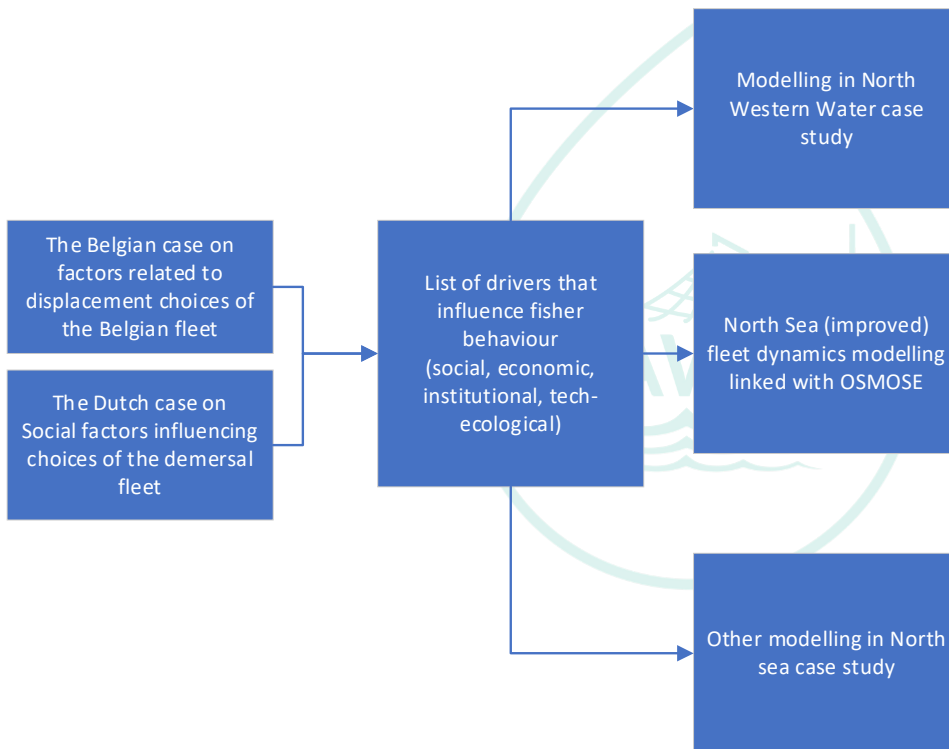 The Belgian case on
factors related to
displacement choices of
the Belgian fleet
The Dutch case on
Social factors influencing
choices of the demersal
fleet
List of drivers that
influence fisher
behaviour
(social, economic,
institutional, tech-
ecological)
Modelling in North
Western Water case
study
North Sea (improved)
fleet dynamics modelling
linked with OSMOSE
Other modelling in North
sea case study